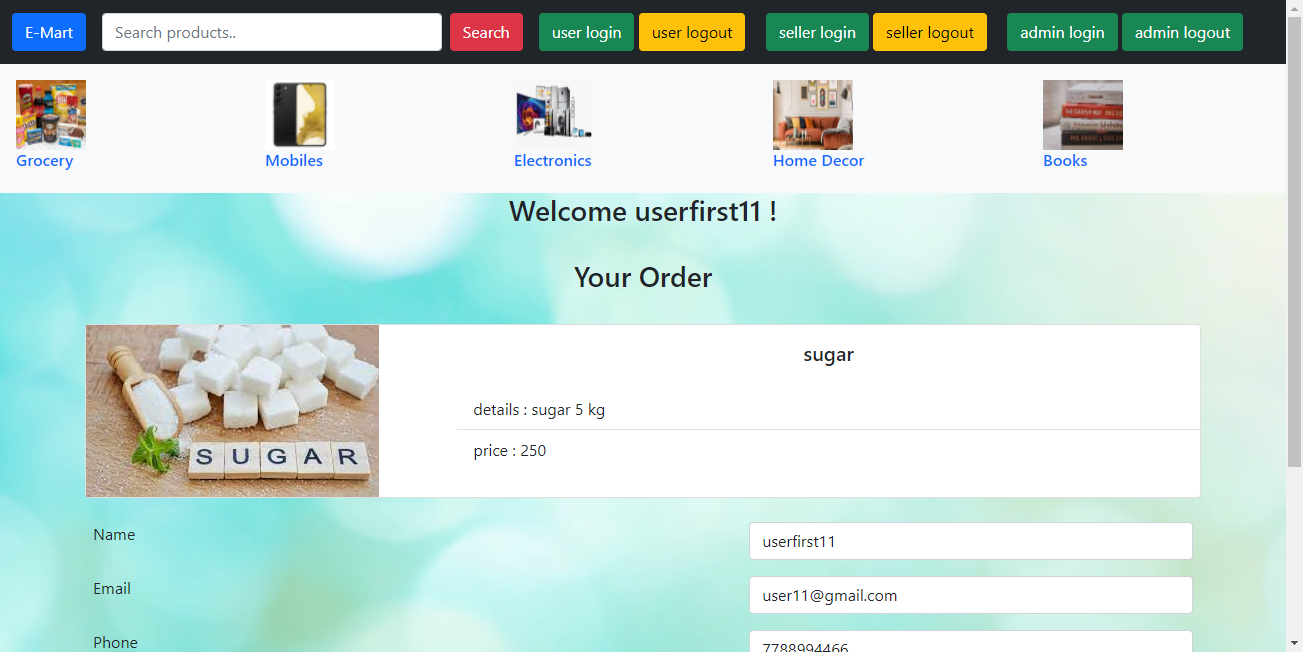 E-Mart Search products.. Search user login user logout seller login seller logout admin login admin logout
Grocery Mobiles Electronics Home Decor Books
Welcome userfirst11 !
Your Order
sugar
details : sugar 5 kg
price : 250
SUGAR
Name userfirst11
Email user11@gmail.com
Phone 7788994466